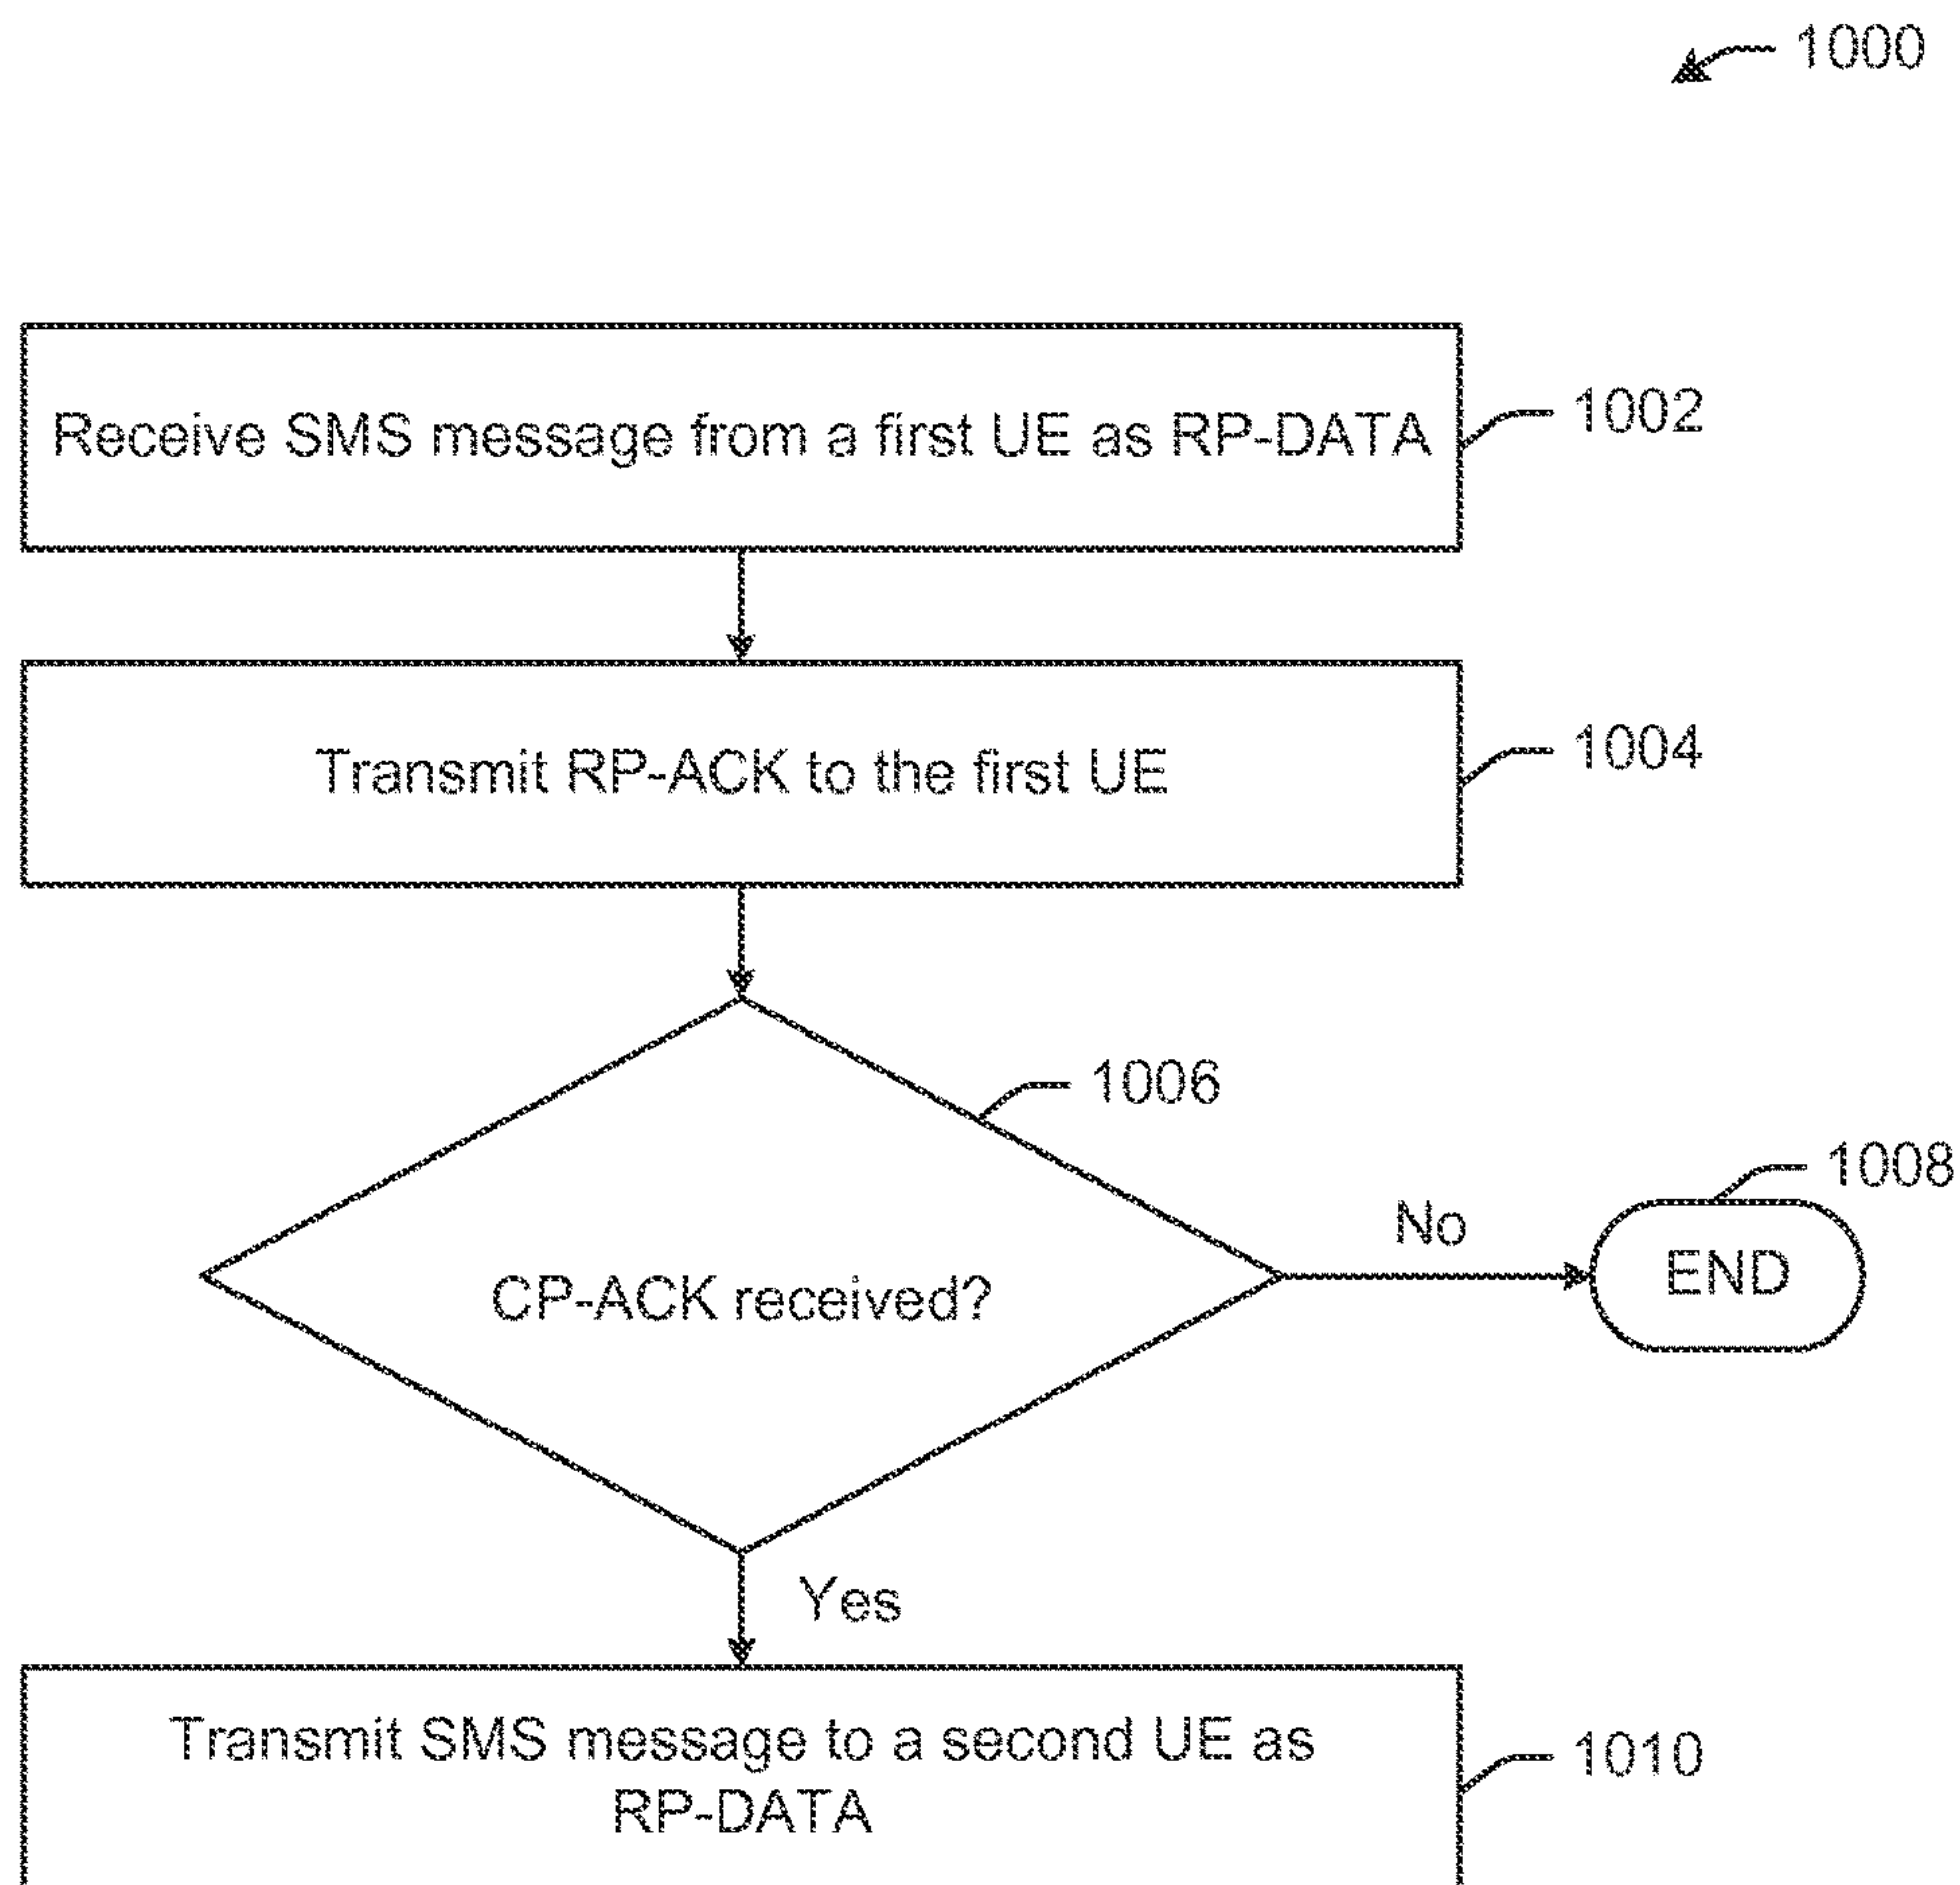 1000
Receive SMS message from a first UE as RP-DATA
1002
Transmit RP-ACK to the first UE
1004
1006
CP-ACK received?
No
1008
END
Yes
Transmit SMS message to a second UE as
RP-DATA
1010